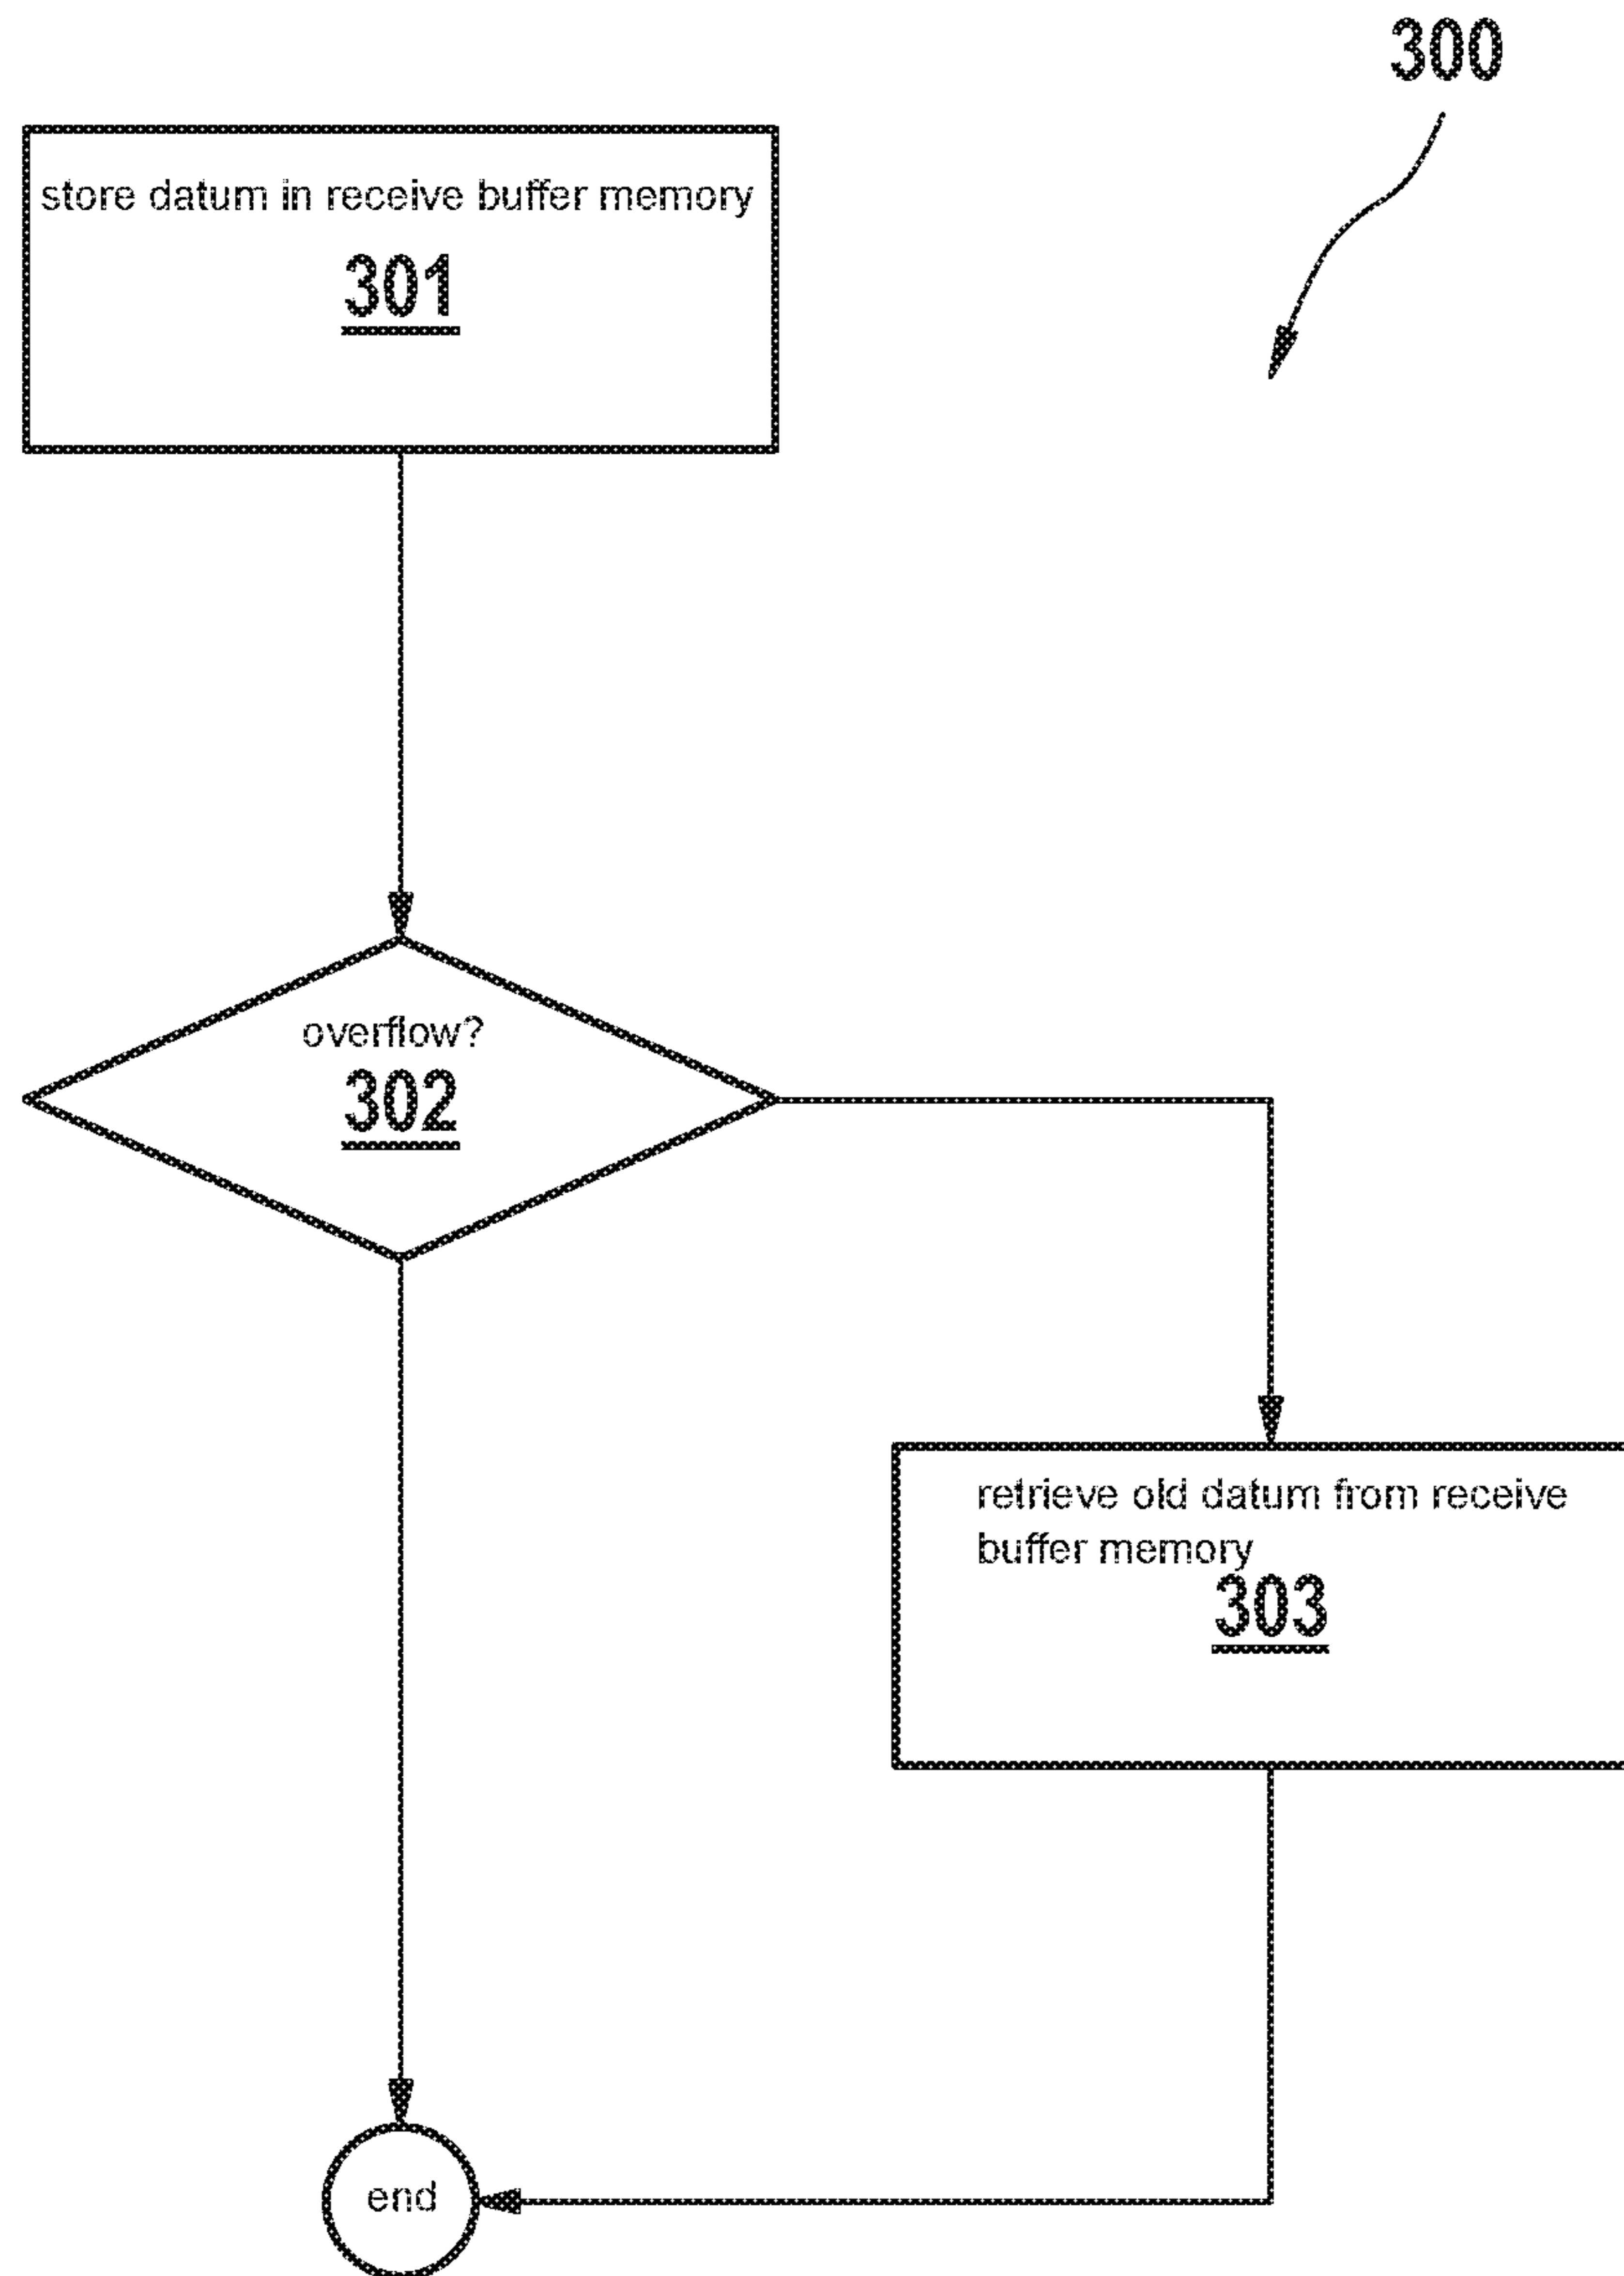 300
store datum in receive buffer memory
301
overflow?
302
retrieve old datum from receive
buffer memory
303
end